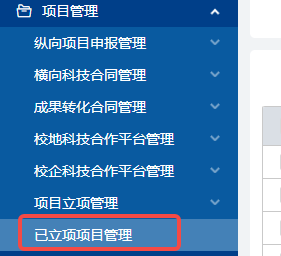 项目管理
纵向项目申报管理
横向科技合同管理
成果转化合同管理
校地科技合作平台管理
校企科技合作平台管理
项目立项管理
已立项项目管理